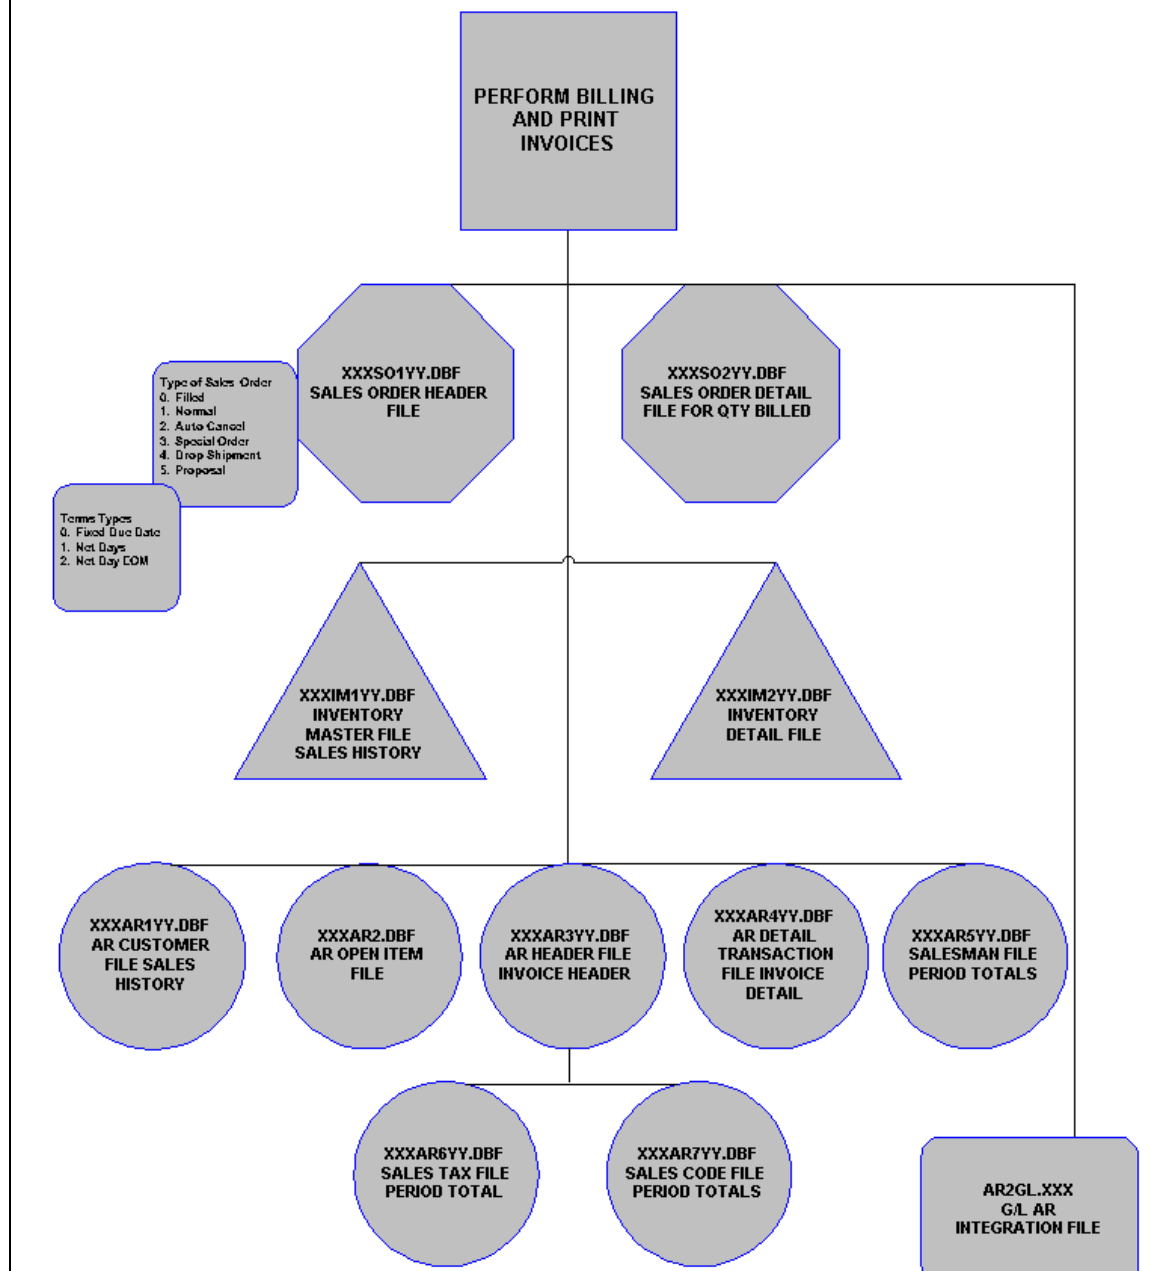 PERFORM BILLING
AND PRINT
INVOICES
XXXSO1YY.DBF
SALES ORDER HEADER
FILE
XXXSO2YY.DBF
SALES ORDER DETAIL
FILE FOR QTY BILLED
Type of Sales Order
0. Filled
1. Normal
2. Auto Cancel
3. Special Order
4. Drop Shipment
5. Proposal
Terms Types
0. Fixed Due Date
1. Net Days
2. Net Day EOM
XXXIM1YY.DBF
INVENTORY
MASTER FILE
SALES HISTORY
XXXIM2YY.DBF
INVENTORY
DETAIL FILE
XXXAR1YY.DBF
AR CUSTOMER
FILE SALES
HISTORY
XXXAR2.DBF
AR OPEN ITEM
FILE
XXXAR3YY.DBF
AR HEADER FILE
INVOICE HEADER
XXXAR4YY.DBF
AR DETAIL
TRANSACTION
FILE INVOICE
DETAIL
XXXAR5YY.DBF
SALESMAN FILE
PERIOD TOTALS
XXXAR6YY.DBF
SALES TAX FILE
PERIOD TOTAL
XXXAR7YY.DBF
SALES CODE FILE
PERIOD TOTALS
AR2GL.XXX
G/L AR
INTEGRATION FILE